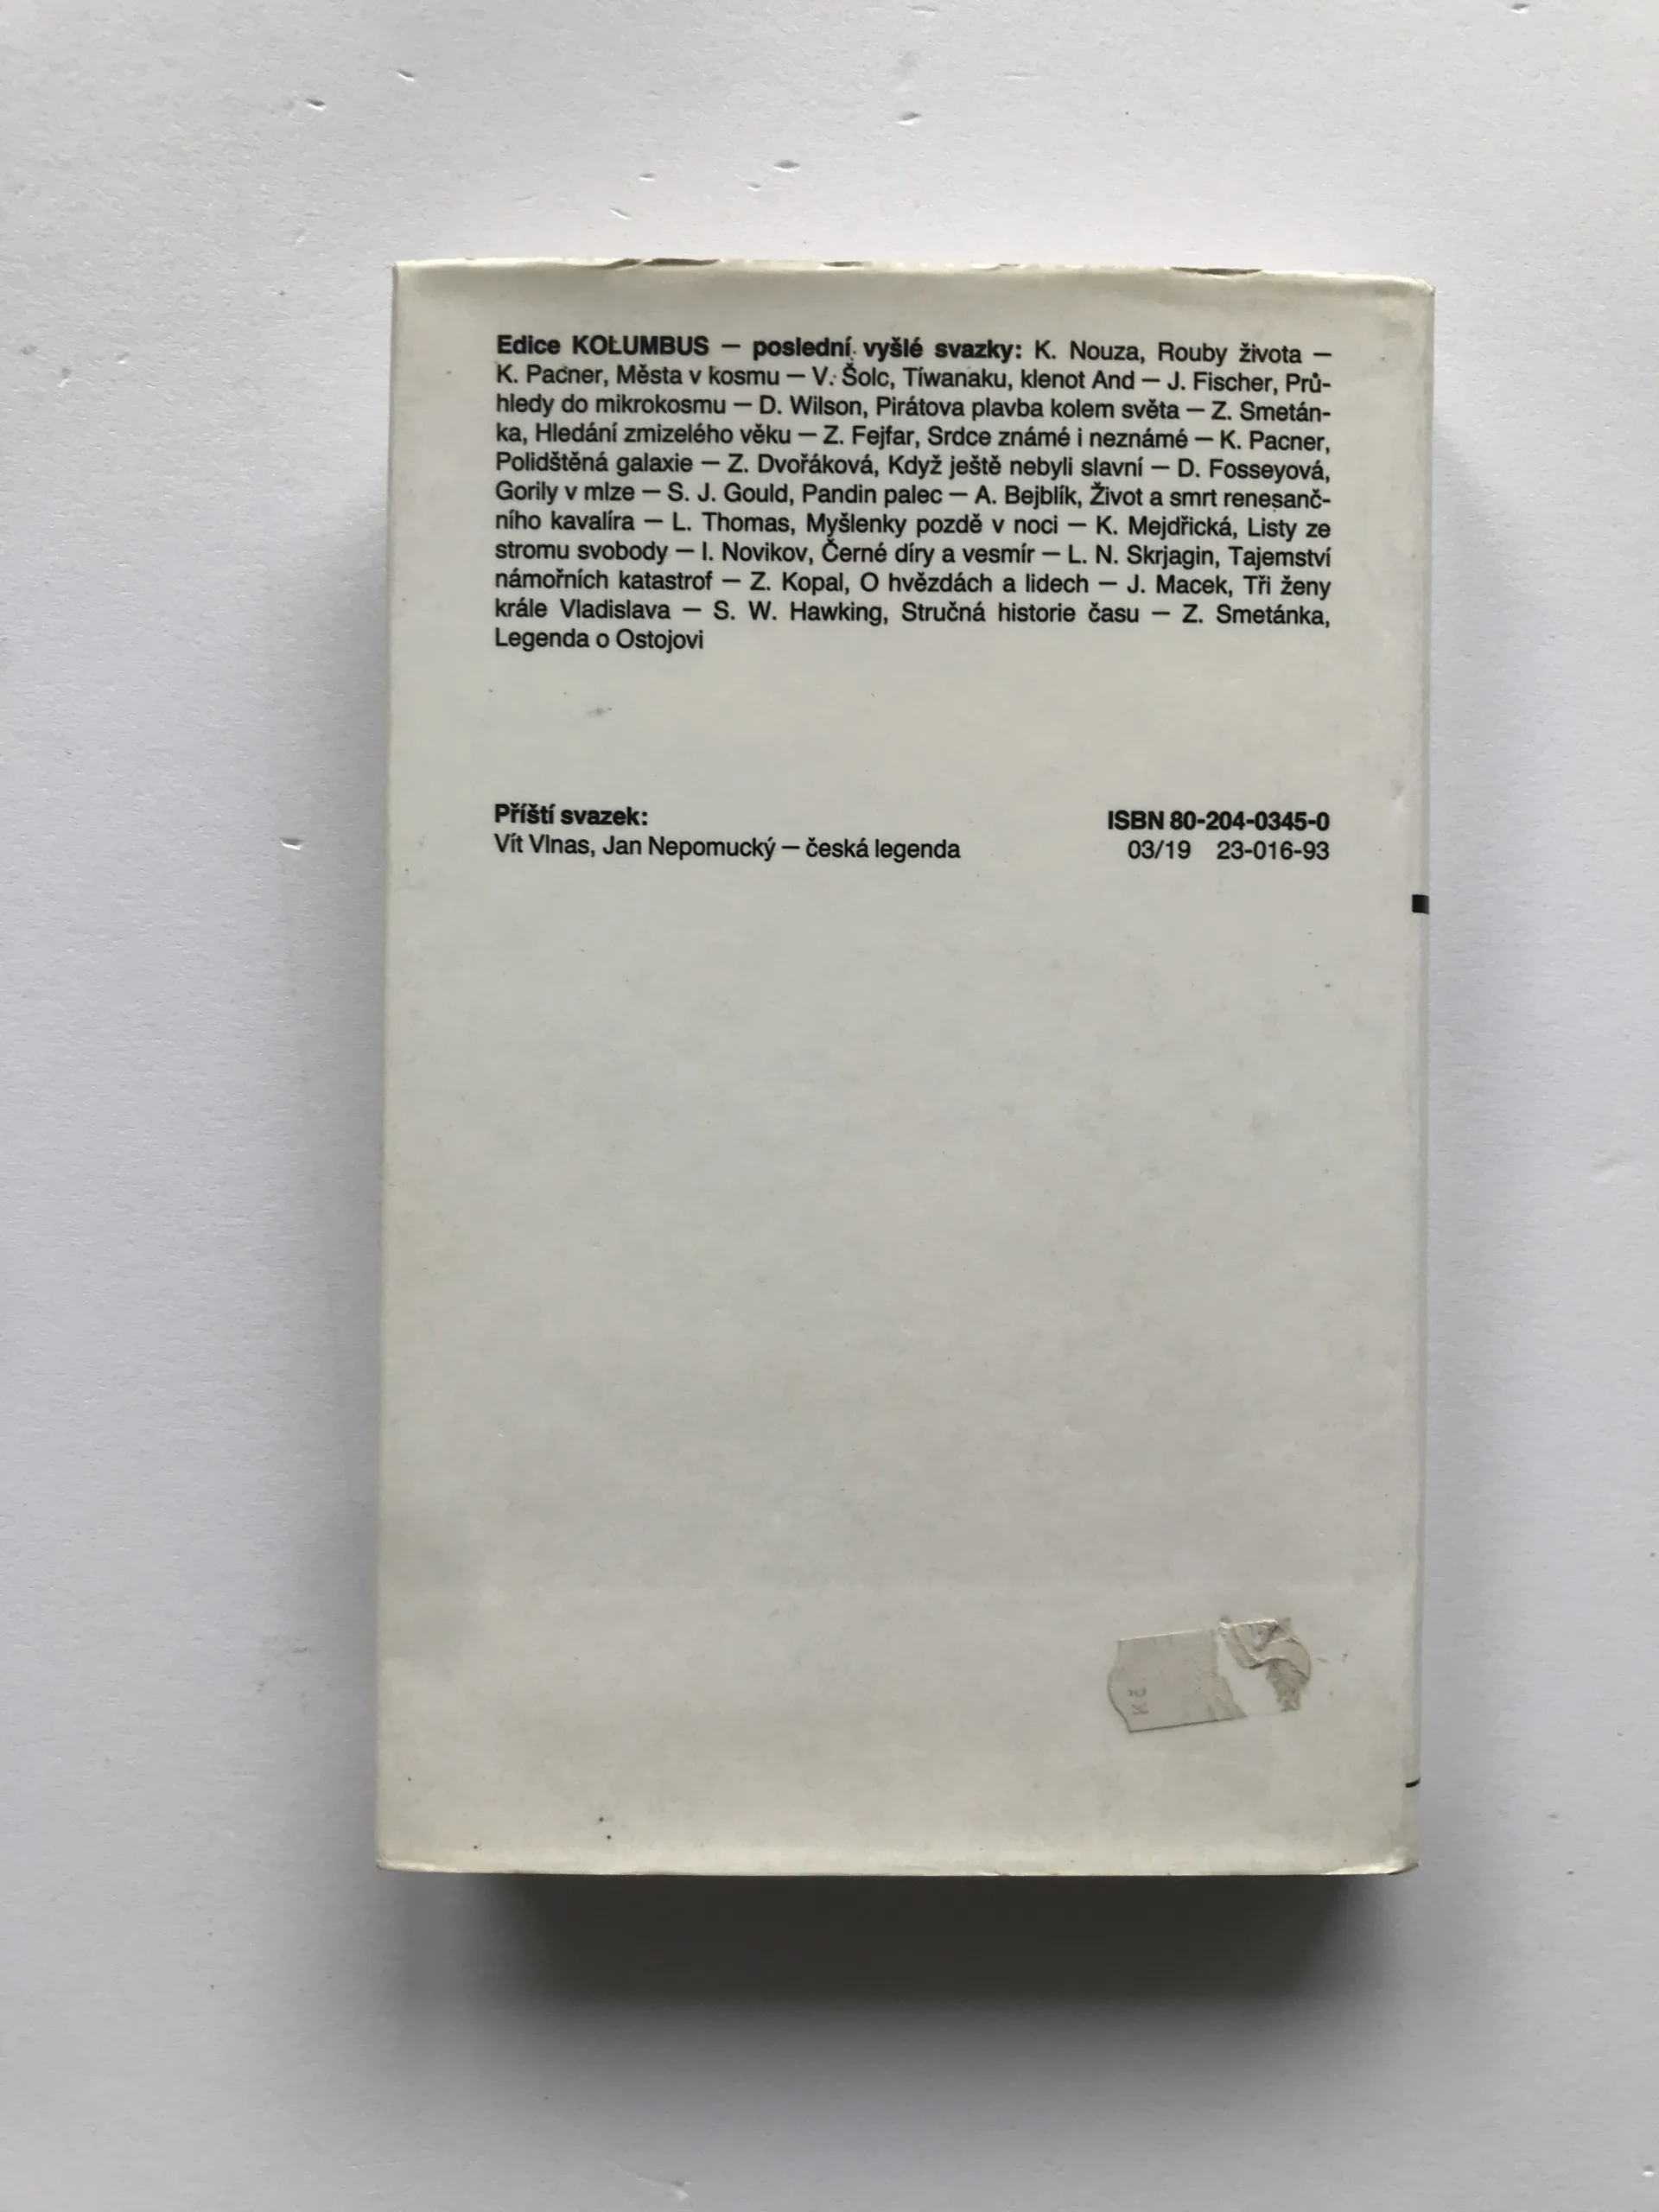 Edice KOLUMBUS — poslední vyšlé svazky: K. Nouza, Rouby života —
K. Pacner, Města v kosmu — V. Šolc, Tíwanaku, klenot And — J. Fischer, Prů-
hledy do mikrokosmu — D. Wilson, Pirátova plavba kolem světa — Z. Smetán-
ka, Hledání zmizelého věku — Z. Fejfar, Srdce známé i neznámé — K. Pacner,
Polidštěná galaxie — Z. Dvořáková, Když ještě nebyli slavní — D. Fosseyová,
Gorily v mlze — S. J. Gould, Pandin palec — A. Bejblík, Život a smrt renesanč-
ního kavalíra — L. Thomas, Myšlenky pozdě v noci — K. Mejdřická, Listy ze
stromu svobody — I. Novikov, Černé díry a vesmír — L. N. Skrjagin, Tajemství
námořních katastrof — Z. Kopal, O hvězdách a lidech — J. Macek, Tři ženy
krále Vladislava — S. W. Hawking, Stručná historie času — Z. Smetánka,
Legenda o Ostojovi
Příští svazek:
Vít Vlnas, Jan Nepomucký — česká legenda
ISBN 80-204-0345-0
03/19 23-016-93
Kč